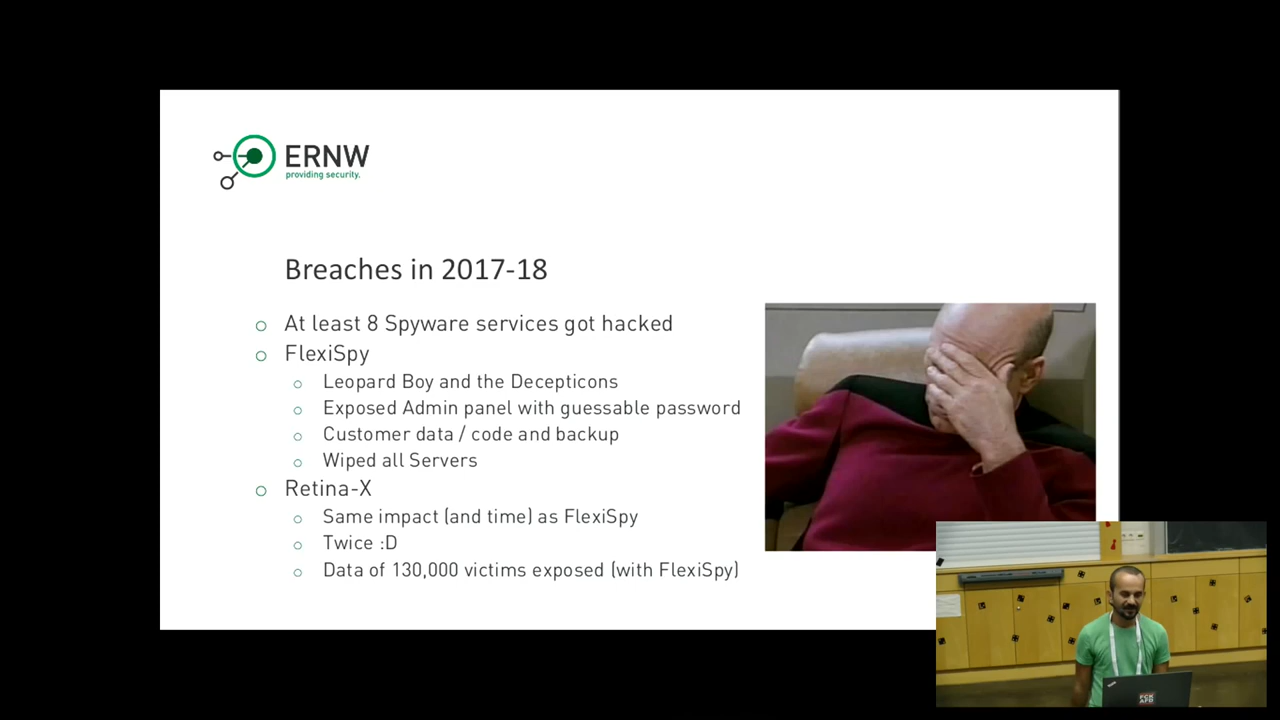 ERNW
providing security.
Breaches in 2017-18
At least 8 Spyware services got hacked
FlexiSpy
Leopard Boy and the Decepticons
Exposed Admin panel with guessable password
Customer data / code and backup
Wiped all Servers
Retina-X
Same impact (and time) as FlexiSpy
Twice :D
Data of 130,000 victims exposed (with FlexiSpy)
FCK
AFD